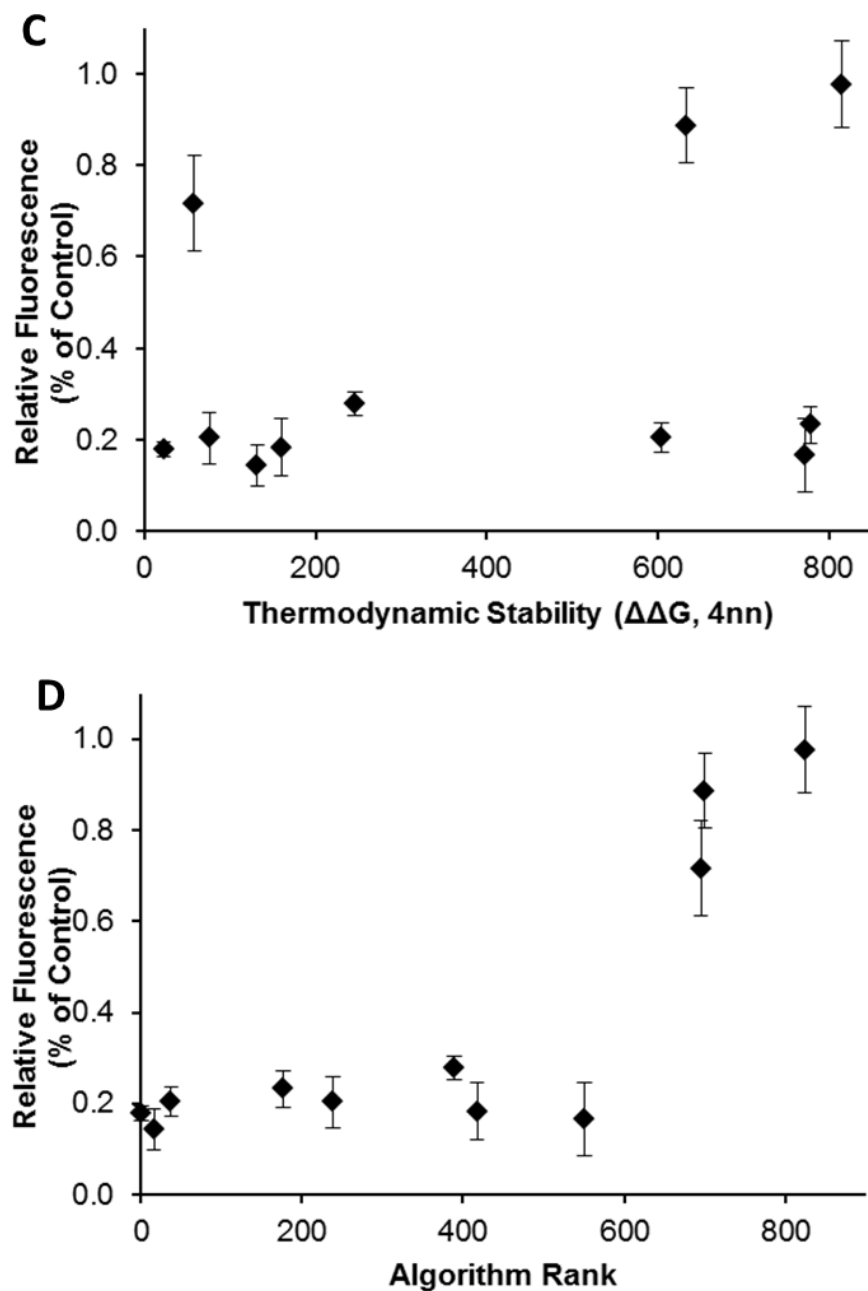 C
Relative Fluorescence
(% of Control)
1.0
0.8
0.6
0.4
0.2
0.0
0 200 400 600 800
Thermodynamic Stability (ΔΔG, 4nn)
D
Relative Fluorescence
(% of Control)
1.0
0.8
0.6
0.4
0.2
0.0
0 200 400 600 800
Algorithm Rank